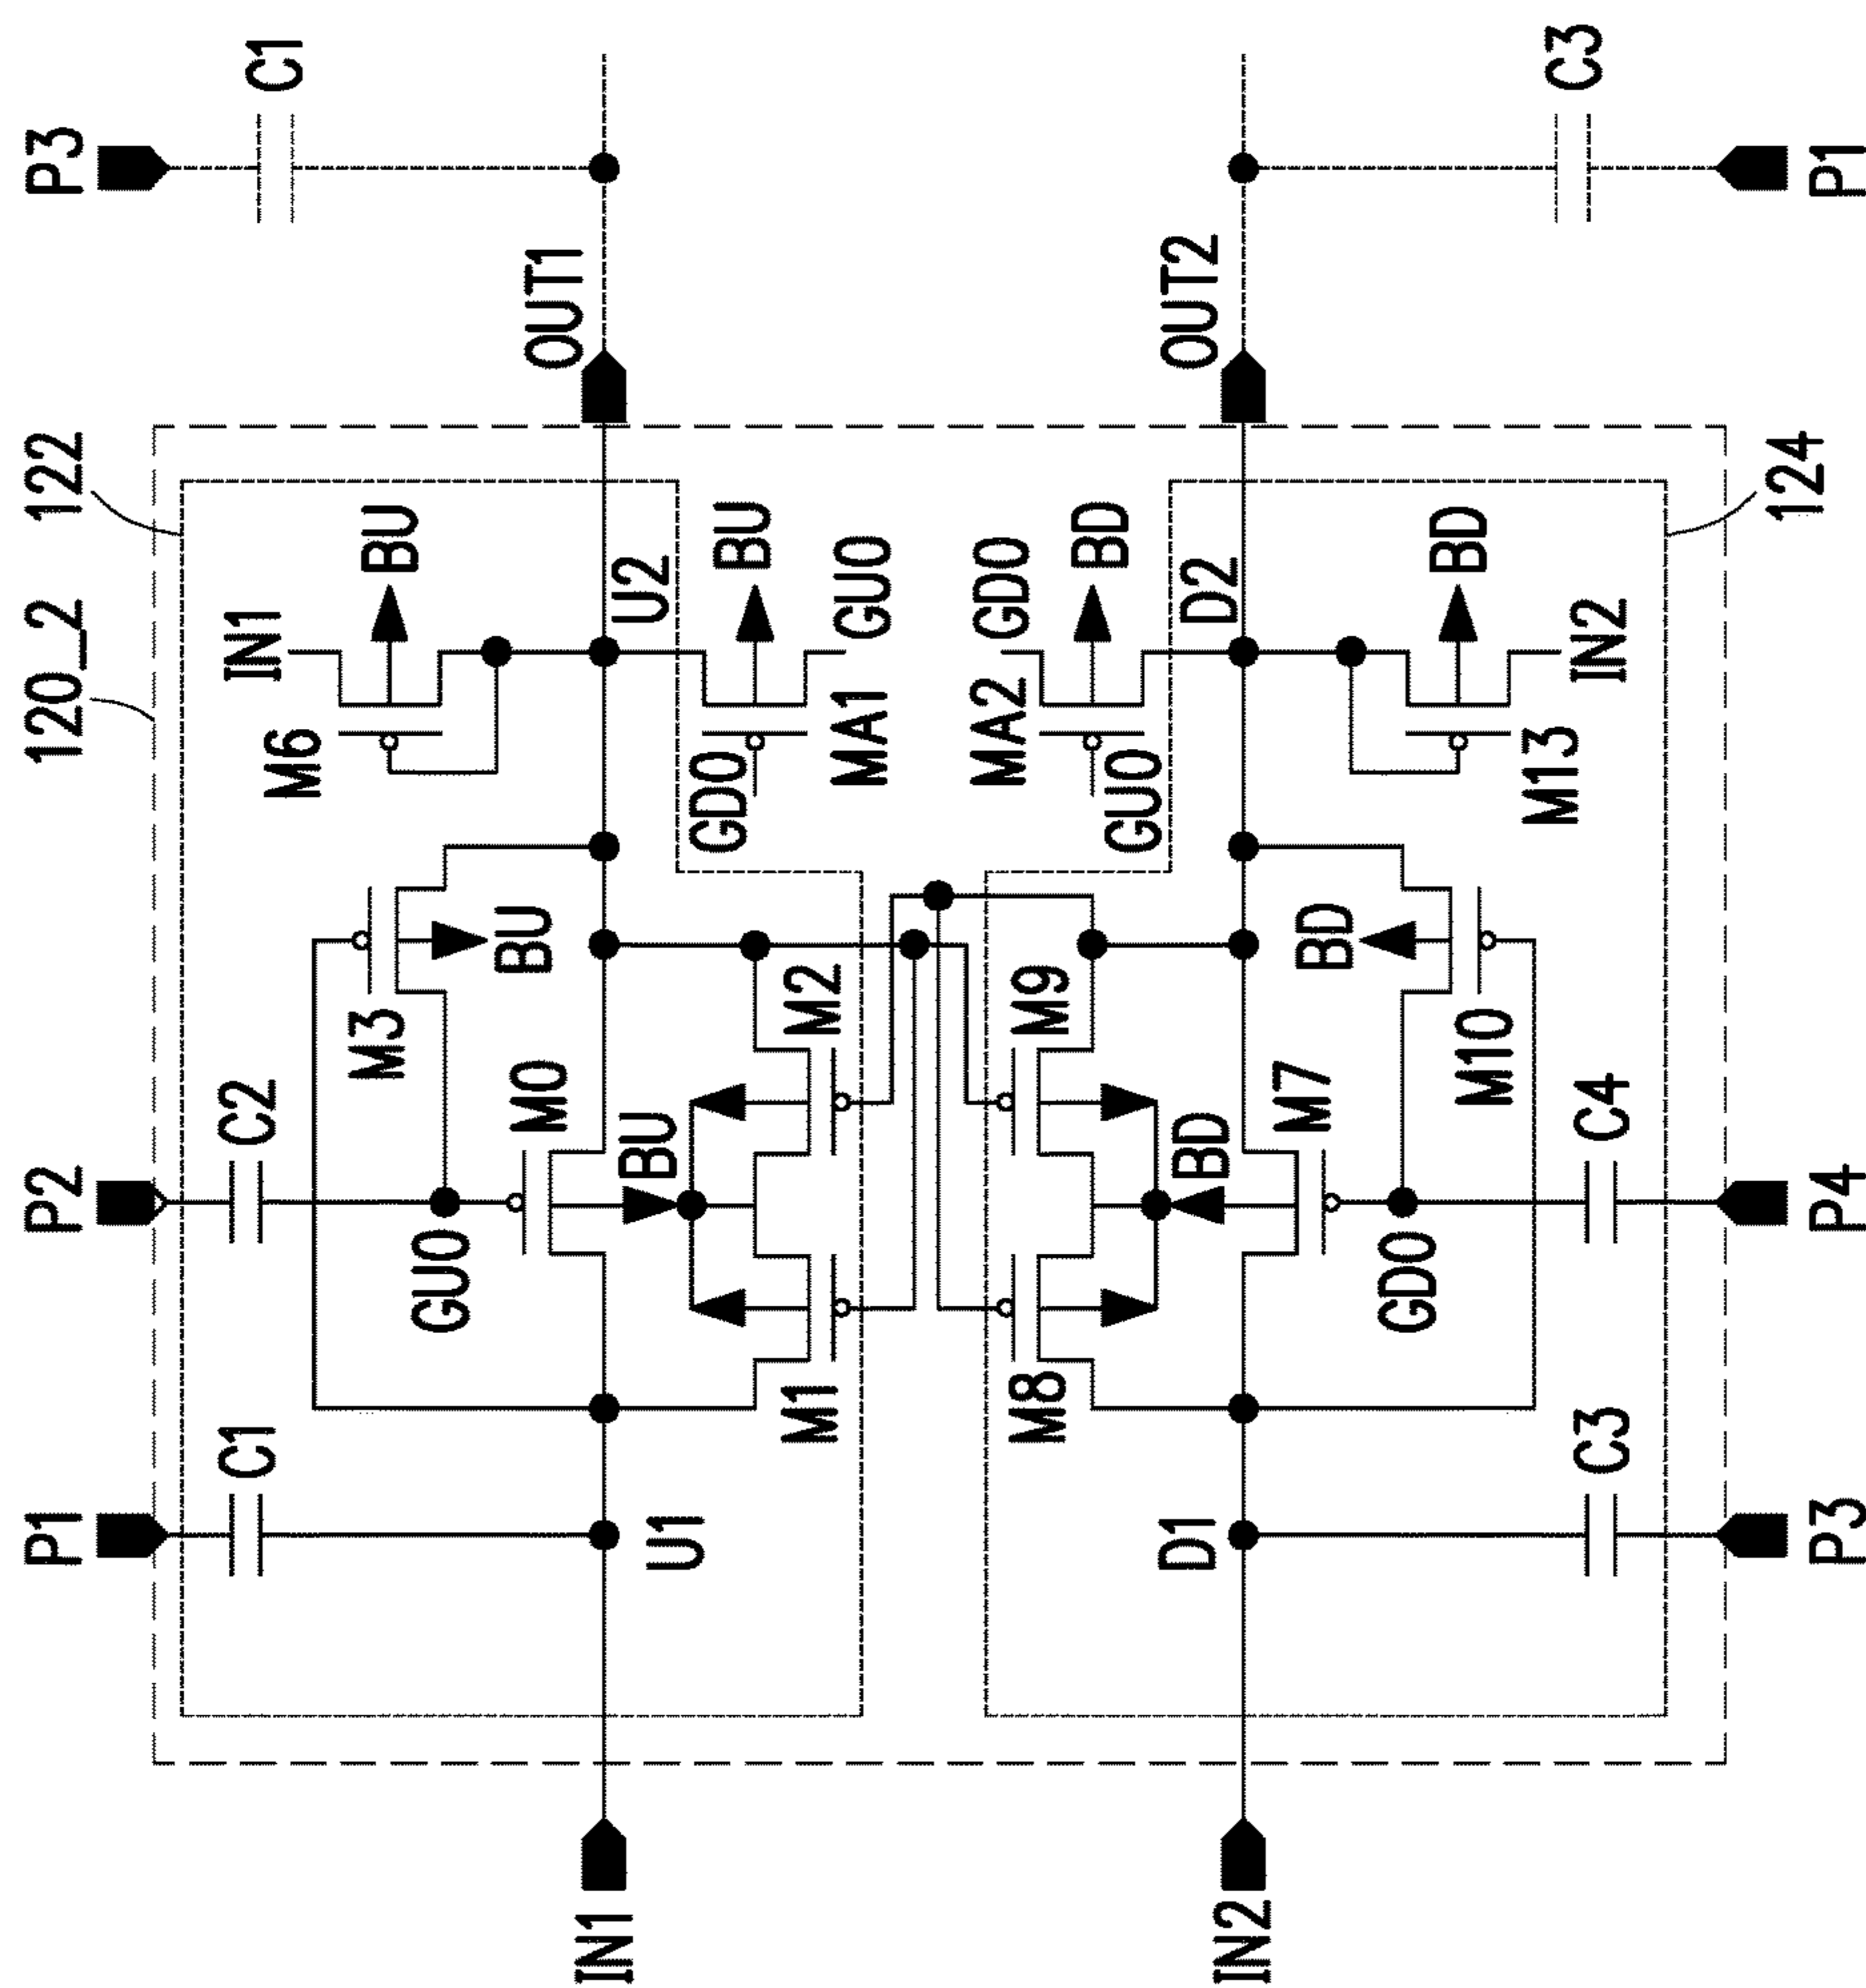 120_2
122
P1
P2
P3
C1
C2
C1
M6
IN1
BU
M3
BU
GU0
M0
IN1
U1
BU
U2
OUT1
GD0
BU
M1
M2
MA1
GU0
M8
M9
MA2
GD0
IN2
D1
BD
GU0
BD
D2
OUT2
M7
BD
GD0
M10
BD
M13
IN2
C3
C4
C3
P3
P4
124
P1